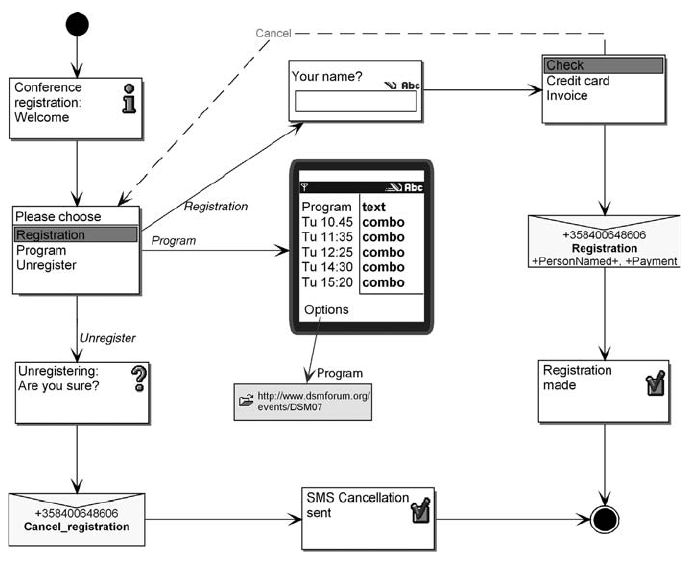 Cancel
Conference
registration:
Welcome
Your name?
Abc
Check
Credit card
Invoice
Please choose
Registration
Program
Unregister
Registration
Program
Abc
Program text
Tu 10.45 combo
Tu 11:35 combo
Tu 12:25 combo
Tu 14:30 combo
Tu 15:20 combo
Options
+358400648606
Registration
+PersonNamed+, +Payment
Unregister
Unregistering:
Are you sure?
Program
http://www.dsmforum.org/
events/DSM07
Registration
made
+358400648606
Cancel_registration
SMS Cancellation
sent